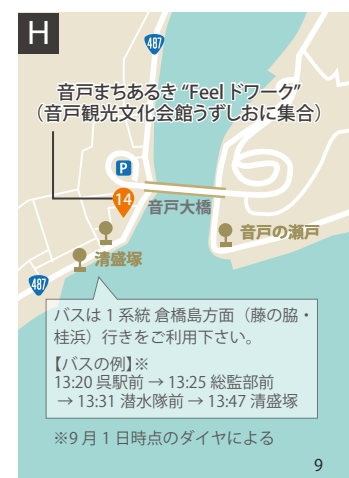 H
487
音戸まちあるき “Feel ドワーク”
（音戸観光文化会館うずしおに集合）
P
14
音戸大橋
音戸の瀬戸
清盛塚
487
バスは 1 系統 倉橋島方面（藤の脇・
桂浜）行きをご利用下さい。
【バスの例】※
13:20 呉駅前 → 13:25 総監部前
→ 13:31 潜水隊前 → 13:47 清盛塚
※9 月 1 日時点のダイヤによる
9